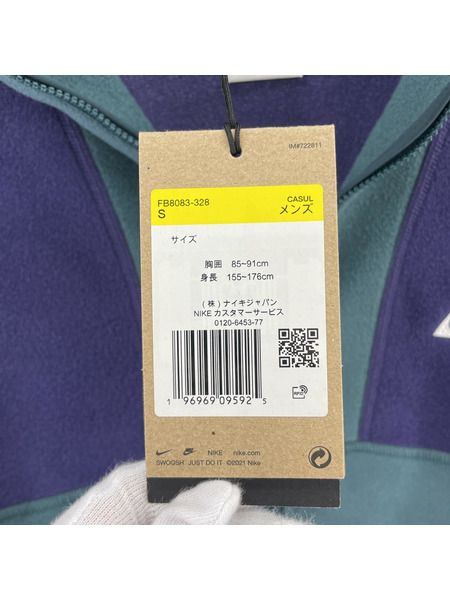 IM#722811
FB8083-328
CASUL
S
メンズ
サイズ
胸囲 85~91cm
身長 155~176cm
(株)ナイキジャパン
NIKE カスタマーサービス
0120-6453-77
RFID
1 96969 09592 5
NIKE nike.com
SWOOSH JUST DO IT ©2021 Nike